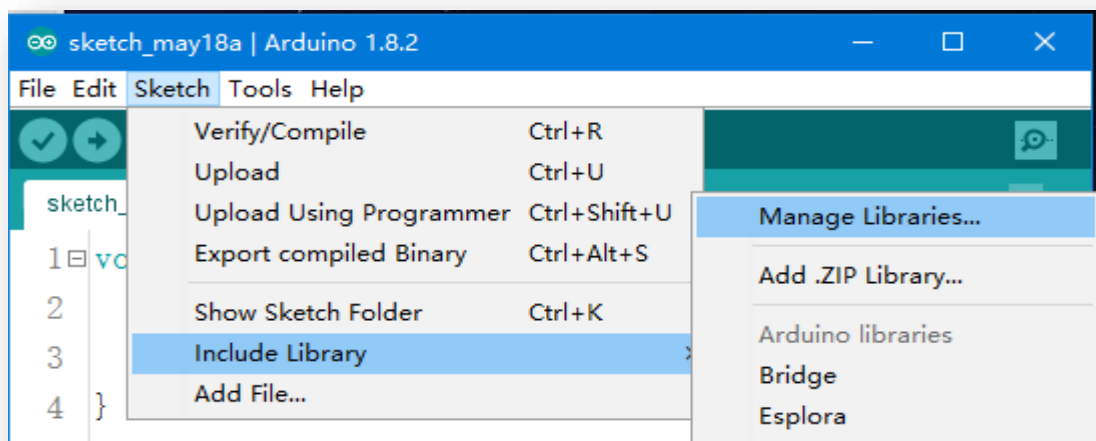 sketch_may18a | Arduino 1.8.2
File Edit Sketch Tools Help
Verify/Compile Ctrl+R
Upload Ctrl+U
sketch_
Upload Using Programmer Ctrl+Shift+U
Manage Libraries...
1 vo
Export compiled Binary Ctrl+Alt+S
Add .ZIP Library...
2
Show Sketch Folder Ctrl+K
Arduino libraries
3
Include Library
Bridge
4 }
Add File...
Esplora